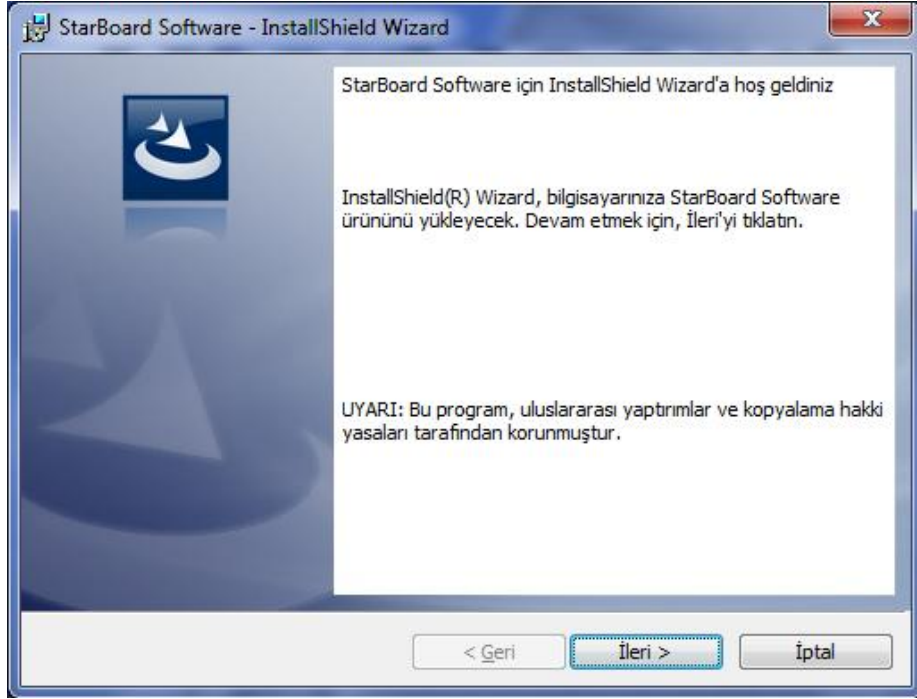 StarBoard Software - InstallShield Wizard
StarBoard Software için InstallShield Wizard'a hoş geldiniz
InstallShield(R) Wizard, bilgisayarınıza StarBoard Software
ürününü yükleyecek. Devam etmek için, İleri'yi tıklatın.
UYARI: Bu program, uluslararası yaptırımlar ve kopyalama hakki
yasaları tarafından korunmuştur.
< Geri
İleri >
İptal